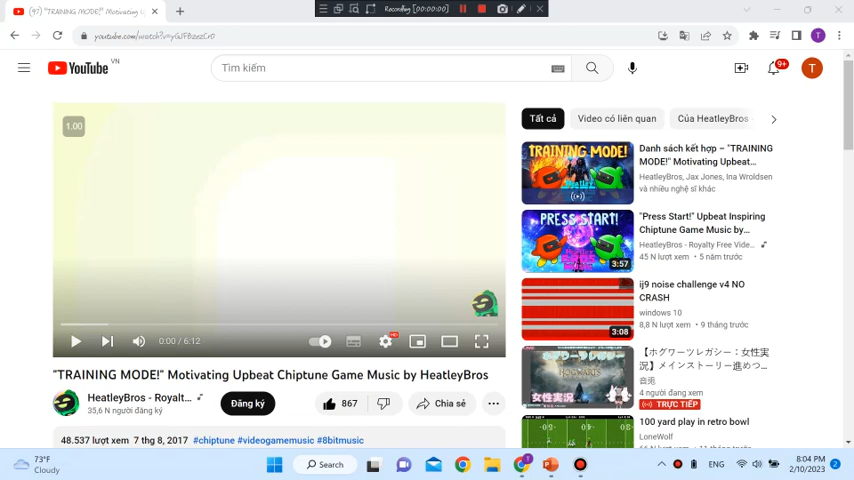 Recording [00:00:00]
(97) "TRAINING MODE!" Motivating U
youtube.com/watch?v=yGJFBzezCr0
T
YouTube VN
Tìm kiếm
9+
T
1.00
0:00 / 6:12
HD
"TRAINING MODE!" Motivating Upbeat Chiptune Game Music by HeatleyBros
HeatleyBros - Royalt...
35,6 N người đăng ký
Đăng ký
867
Chia sẻ
48.537 lượt xem 7 thg 8, 2017 #chiptune #videogamemusic #8bitmusic
Tất cả
Video có liên quan
Của HeatleyBros
TRAINING MODE!
Danh sách kết hợp – "TRAINING
MODE!" Motivating Upbeat...
HeatleyBros, Jax Jones, Ina Wroldsen
và nhiều nghệ sĩ khác
PRESS START!
3:57
"Press Start!" Upbeat Inspiring
Chiptune Game Music by
HeatleyBros - Royalty Free Vide...
45 N lượt xem • 5 năm trước
3:08
ij9 noise challenge v4 NO
CRASH
windows 10
8,8 N lượt xem • 9 tháng trước
女性実況
【ホグワーツレガシー：女性実
況】メインストーリー進めつ...
音兎
4 người đang xem
TRỰC TIẾP
100 yard play in retro bowl
LoneWolf
73°F
Cloudy
Search
T
ENG
8:04 PM
2/10/2023
2